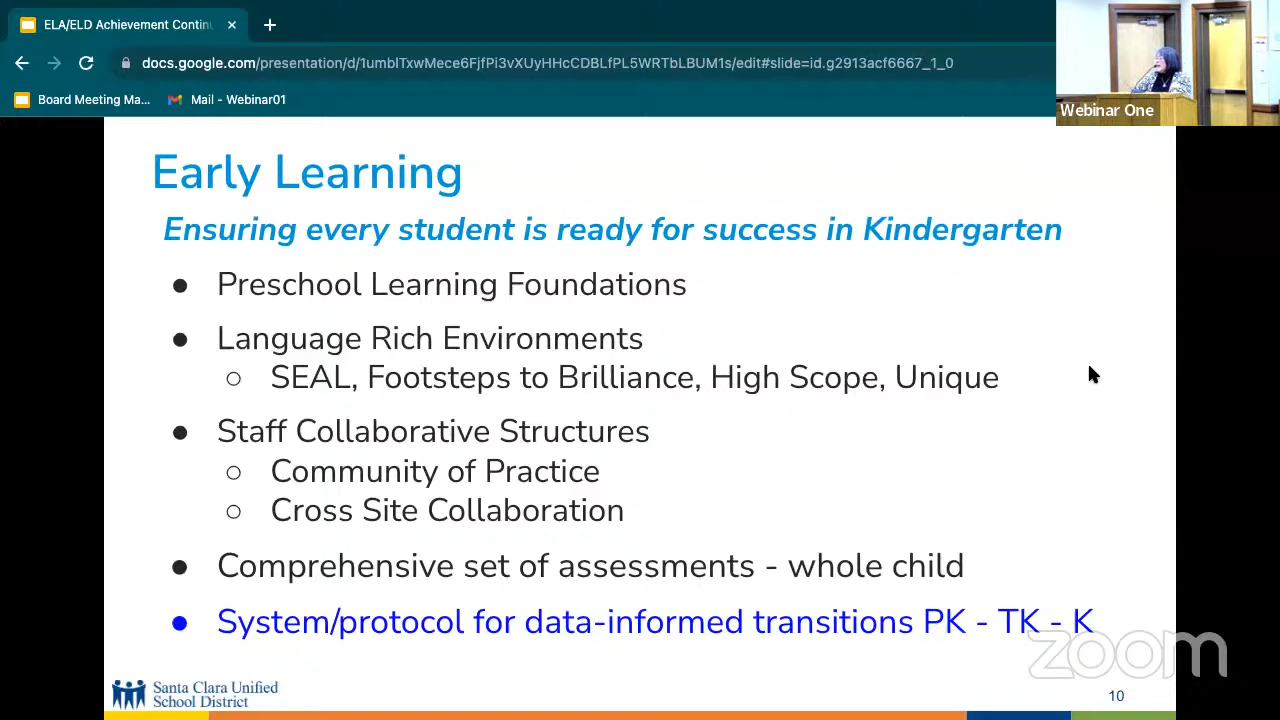 ELA/ELD Achievement Contin
docs.google.com/presentation/d/1umbITxwMece6FjfPi3vXUyHHcCDBLfPL5WRTbLBUM1s/edit#slide=id.g2913acf6667_1_0
Board Meeting Ma... Mail - Webinar01
Webinar One
Early Learning
Ensuring every student is ready for success in Kindergarten
● Preschool Learning Foundations
● Language Rich Environments
○ SEAL, Footsteps to Brilliance, High Scope, Unique
● Staff Collaborative Structures
○ Community of Practice
○ Cross Site Collaboration
● Comprehensive set of assessments - whole child
● System/protocol for data-informed transitions PK - TK - K
zoom
Santa Clara Unified
School District
10